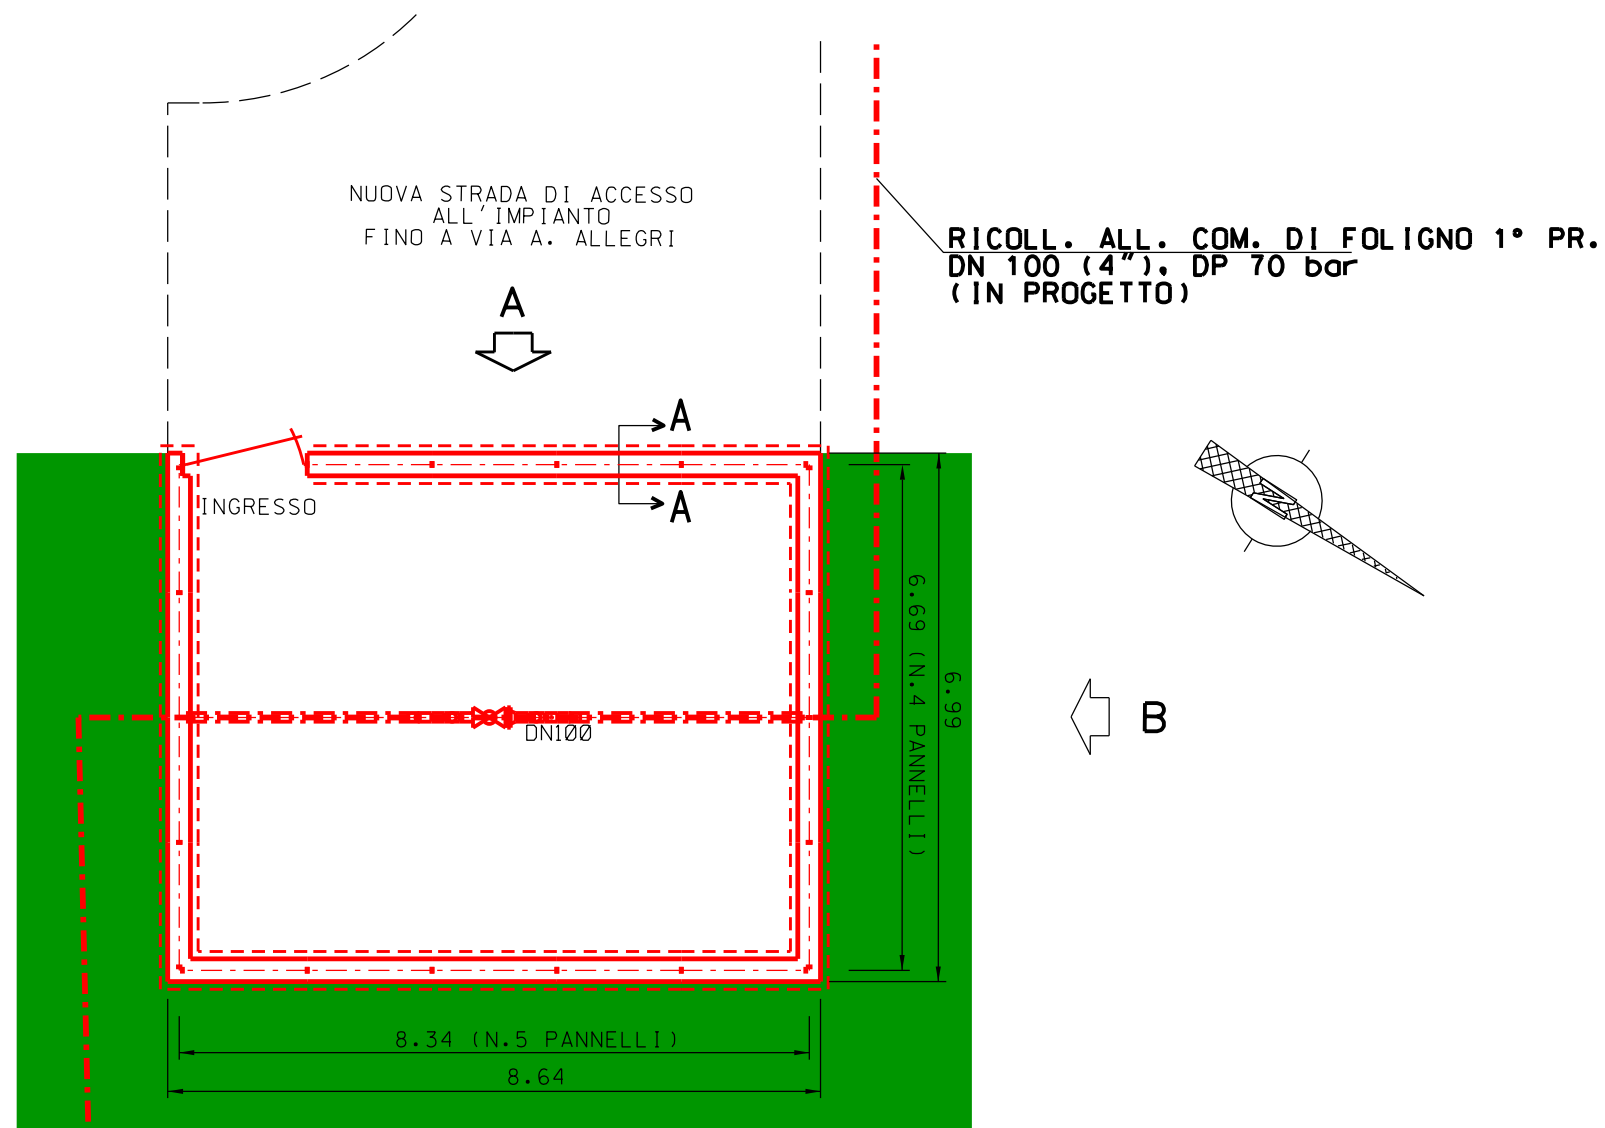 NUOVA STRADA DI ACCESSO
ALL'IMPIANTO
FINO A VIA A. ALLEGRI
RICOLL. ALL. COM. DI FOLIGNO 1° PR.
DN 100 (4"), DP 70 bar
(IN PROGETTO)
A
A
A
INGRESSO
N
6.69 (N.4 PANNELLI)
6.99
B
DN100
8.34 (N.5 PANNELLI)
8.64